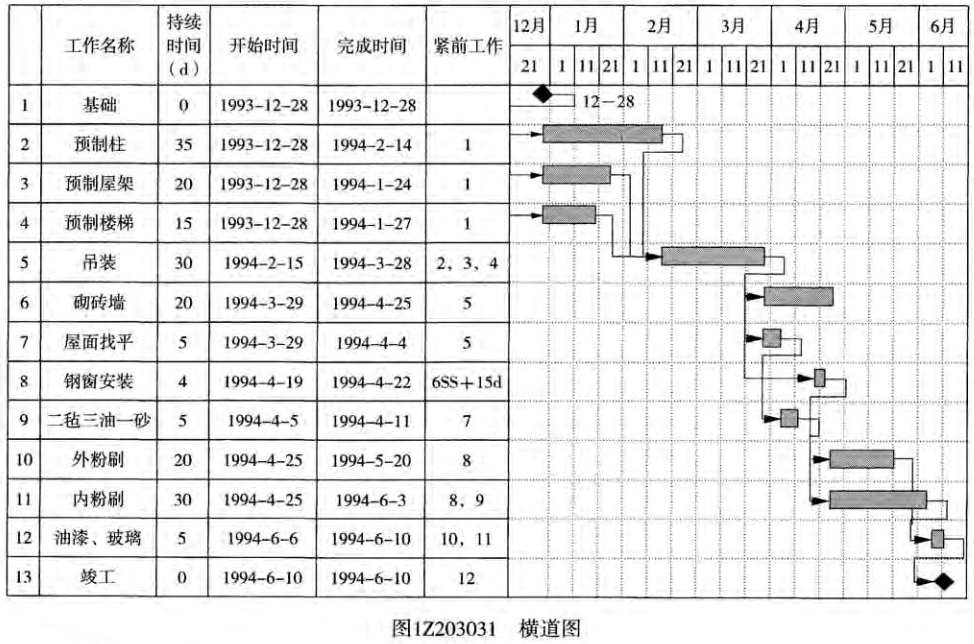 工作名称 持续时间(d) 开始时间 完成时间 紧前工作 12月 1月 2月 3月 4月 5月 6月
21 1 11 21 1 11 21 1 11 21 1 11 21 1 11 21 1 11
1 基础 0 1993-12-28 1993-12-28 12-28
2 预制柱 35 1993-12-28 1994-2-14 1
3 预制屋架 20 1993-12-28 1994-1-24 1
4 预制楼梯 15 1993-12-28 1994-1-27 1
5 吊装 30 1994-2-15 1994-3-28 2, 3, 4
6 砌砖墙 20 1994-3-29 1994-4-25 5
7 屋面找平 5 1994-3-29 1994-4-4 5
8 钢窗安装 4 1994-4-19 1994-4-22 6SS+15d
9 二毡三油一砂 5 1994-4-5 1994-4-11 7
10 外粉刷 20 1994-4-25 1994-5-20 8
11 内粉刷 30 1994-4-25 1994-6-3 8, 9
12 油漆、玻璃 5 1994-6-6 1994-6-10 10, 11
13 竣工 0 1994-6-10 1994-6-10 12
图1Z203031 横道图